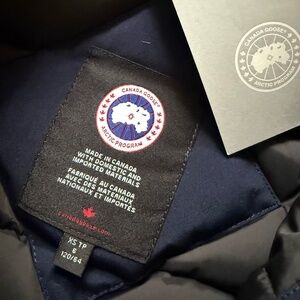 CANADA GOOSE
ARCTIC PROGRAM
MADE IN CANADA
WITH DOMESTIC AND
IMPORTED MATERIALS
FABRIQUÉ AU CANADA
AVEC DES MATÉRIAUX
NATIONAUX ET IMPORTÉS
canadagoose.com
XS TP
6
120/64
CANADA GOOSE
ARCTIC PROGRAM